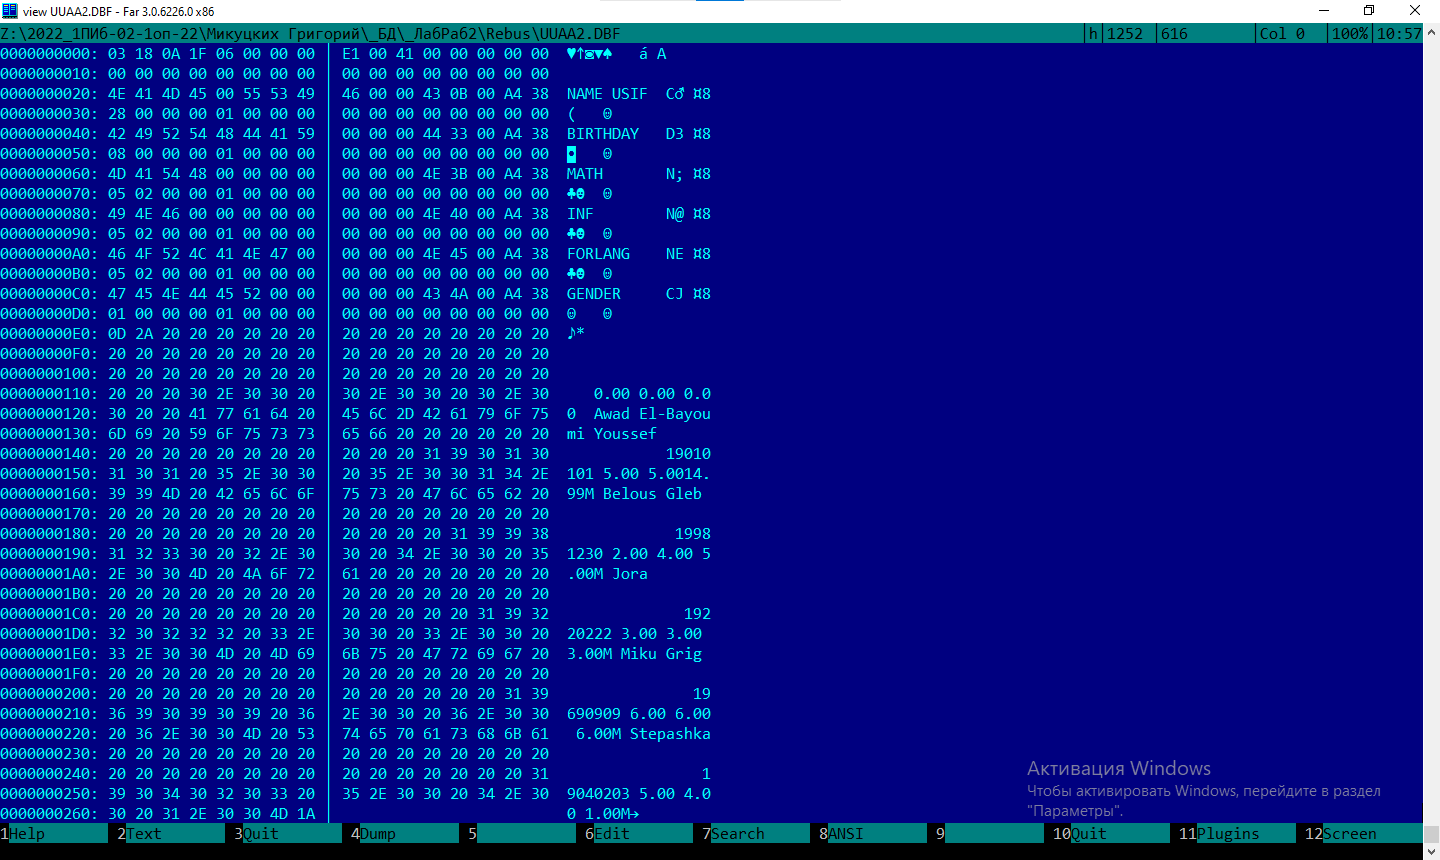 view UUAA2.DBF - Far 3.0.6226.0 x86
Z:\2022_1ПИб-02-1оп-22\Микуцких Григорий\_БД\_ЛабРаб2\Rebus\UUAA2.DBF h 1252 616 Col 0 100% 10:57
0000000000: 03 18 0A 1F 06 00 00 00 │ E1 00 41 00 00 00 00 00 ♥↑◙▼♠   á A
0000000010: 00 00 00 00 00 00 00 00 │ 00 00 00 00 00 00 00 00
0000000020: 4E 41 4D 45 00 55 53 49 │ 46 00 00 43 0B 00 A4 38 NAME USIF  C♂ ¤8
0000000030: 28 00 00 00 01 00 00 00 │ 00 00 00 00 00 00 00 00 (   ☺
0000000040: 42 49 52 54 48 44 41 59 │ 00 00 00 44 33 00 A4 38 BIRTHDAY   D3 ¤8
0000000050: 08 00 00 00 01 00 00 00 │ 00 00 00 00 00 00 00 00 ◘   ☺
0000000060: 4D 41 54 48 00 00 00 00 │ 00 00 00 4E 3B 00 A4 38 MATH       N; ¤8
0000000070: 05 02 00 00 01 00 00 00 │ 00 00 00 00 00 00 00 00 ♣☻  ☺
0000000080: 49 4E 46 00 00 00 00 00 │ 00 00 00 4E 40 00 A4 38 INF        N@ ¤8
0000000090: 05 02 00 00 01 00 00 00 │ 00 00 00 00 00 00 00 00 ♣☻  ☺
00000000A0: 46 4F 52 4C 41 4E 47 00 │ 00 00 00 4E 45 00 A4 38 FORLANG    NE ¤8
00000000B0: 05 02 00 00 01 00 00 00 │ 00 00 00 00 00 00 00 00 ♣☻  ☺
00000000C0: 47 45 4E 44 45 52 00 00 │ 00 00 00 43 4A 00 A4 38 GENDER     CJ ¤8
00000000D0: 01 00 00 00 01 00 00 00 │ 00 00 00 00 00 00 00 00 ☺   ☺
00000000E0: 0D 2A 20 20 20 20 20 20 │ 20 20 20 20 20 20 20 20 ♪*
00000000F0: 20 20 20 20 20 20 20 20 │ 20 20 20 20 20 20 20 20
0000000100: 20 20 20 20 20 20 20 20 │ 20 20 20 20 20 20 20 20
0000000110: 20 20 20 30 2E 30 30 20 │ 30 2E 30 30 20 30 2E 30    0.00 0.00 0.0
0000000120: 30 20 20 41 77 61 64 20 │ 45 6C 2D 42 61 79 6F 75 0  Awad El-Bayou
0000000130: 6D 69 20 59 6F 75 73 73 │ 65 66 20 20 20 20 20 20 mi Youssef
0000000140: 20 20 20 20 20 20 20 20 │ 20 20 20 31 39 30 31 30            19010
0000000150: 31 30 31 20 35 2E 30 30 │ 20 35 2E 30 30 31 34 2E 101 5.00 5.0014.
0000000160: 39 39 4D 20 42 65 6C 6F │ 75 73 20 47 6C 65 62 20 99M Belous Gleb
0000000170: 20 20 20 20 20 20 20 20 │ 20 20 20 20 20 20 20 20
0000000180: 20 20 20 20 20 20 20 20 │ 20 20 20 20 31 39 39 38             1998
0000000190: 31 32 33 30 20 32 2E 30 │ 30 20 34 2E 30 30 20 35 1230 2.00 4.00 5
00000001A0: 2E 30 30 4D 20 4A 6F 72 │ 61 20 20 20 20 20 20 20 .00M Jora
00000001B0: 20 20 20 20 20 20 20 20 │ 20 20 20 20 20 20 20 20
00000001C0: 20 20 20 20 20 20 20 20 │ 20 20 20 20 20 31 39 32              192
00000001D0: 32 30 32 32 32 20 33 2E │ 30 30 20 33 2E 30 30 20 20222 3.00 3.00
00000001E0: 33 2E 30 30 4D 20 4D 69 │ 6B 75 20 47 72 69 67 20 3.00M Miku Grig
00000001F0: 20 20 20 20 20 20 20 20 │ 20 20 20 20 20 20 20 20
0000000200: 20 20 20 20 20 20 20 20 │ 20 20 20 20 20 20 31 39               19
0000000210: 36 39 30 39 30 39 20 36 │ 2E 30 30 20 36 2E 30 30 690909 6.00 6.00
0000000220: 20 36 2E 30 30 4D 20 53 │ 74 65 70 61 73 68 6B 61  6.00M Stepashka
0000000230: 20 20 20 20 20 20 20 20 │ 20 20 20 20 20 20 20 20
0000000240: 20 20 20 20 20 20 20 20 │ 20 20 20 20 20 20 20 31                1
0000000250: 39 30 34 30 32 30 33 20 │ 35 2E 30 30 20 34 2E 30 9040203 5.00 4.0
0000000260: 30 20 31 2E 30 30 4D 1A │ 0 1.00M→
Активация Windows
Чтобы активировать Windows, перейдите в раздел
"Параметры".
1Help 2Text 3Quit 4Dump 5 6Edit 7Search 8ANSI 9 10Quit 11Plugins 12Screen